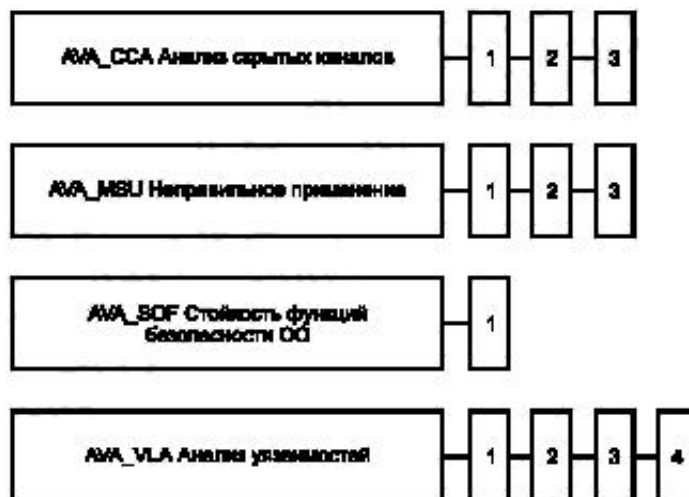 AVA_CCA Анализ скрытых каналов 1 2 3
AVA_MSU Неправильное применение 1 2 3
AVA_SOF Стойкость функций 1
безопасности ОО
AVA_VLA Анализ уязвимостей 1 2 3 4